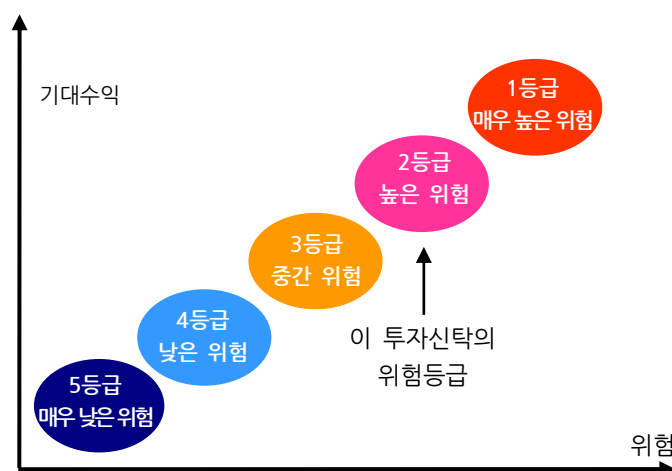 기대수익
1등급
매우 높은 위험
2등급
높은 위험
3등급
중간 위험
4등급
낮은 위험
5등급
매우 낮은 위험
이 투자신탁의
위험등급
위험